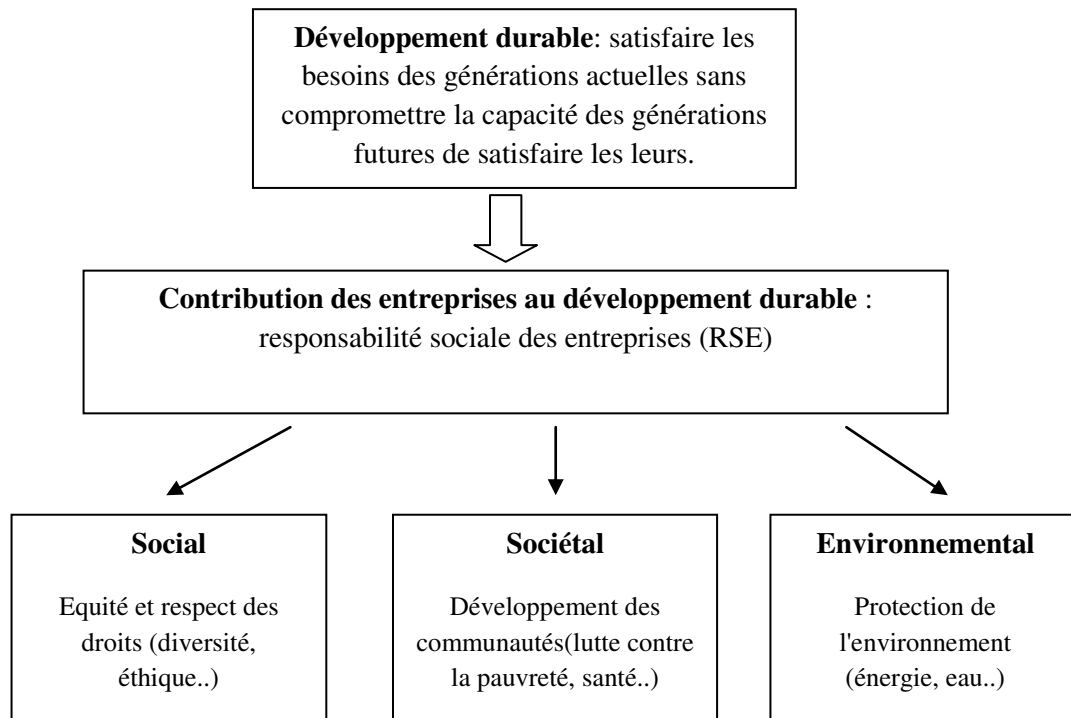 Développement durable: satisfaire les
besoins des générations actuelles sans
compromettre la capacité des générations
futures de satisfaire les leurs.
Contribution des entreprises au développement durable :
responsabilité sociale des entreprises (RSE)
Social
Equité et respect des
droits (diversité,
éthique..)
Sociétal
Développement des
communautés(lutte contre
la pauvreté, santé..)
Environnemental
Protection de
l'environnement
(énergie, eau..)